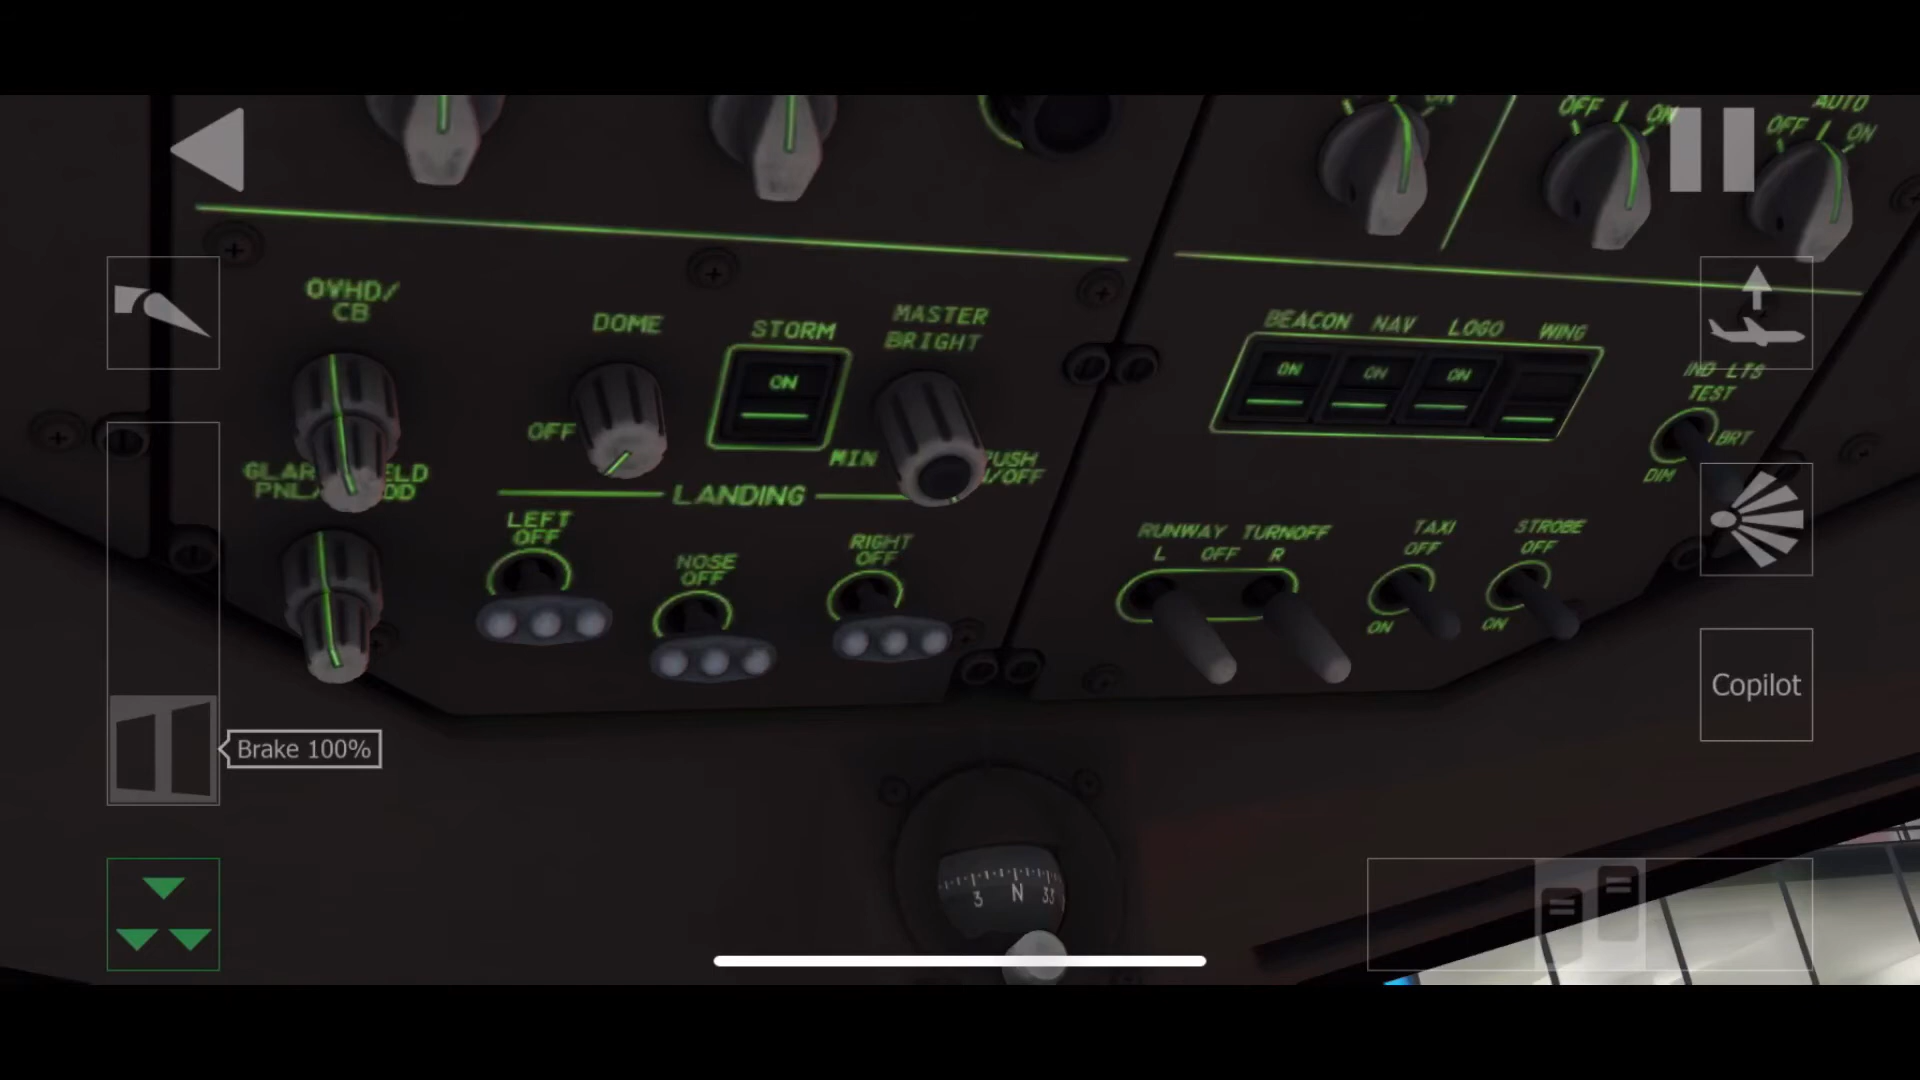 OFF
ON
AUTO
OFF
ON
OVHD/
CB
DOME
OFF
STORM
ON
MASTER
BRIGHT
MIN
BEACON NAV LOGO WING
ON ON ON
IND LTS
TEST
BRT
DIM
LANDING
LEFT
OFF
NOSE
OFF
RIGHT
OFF
RUNWAY TURNOFF
L OFF R
TAXI
OFF
ON
STROBE
OFF
ON
Copilot
Brake 100%
3 N 33